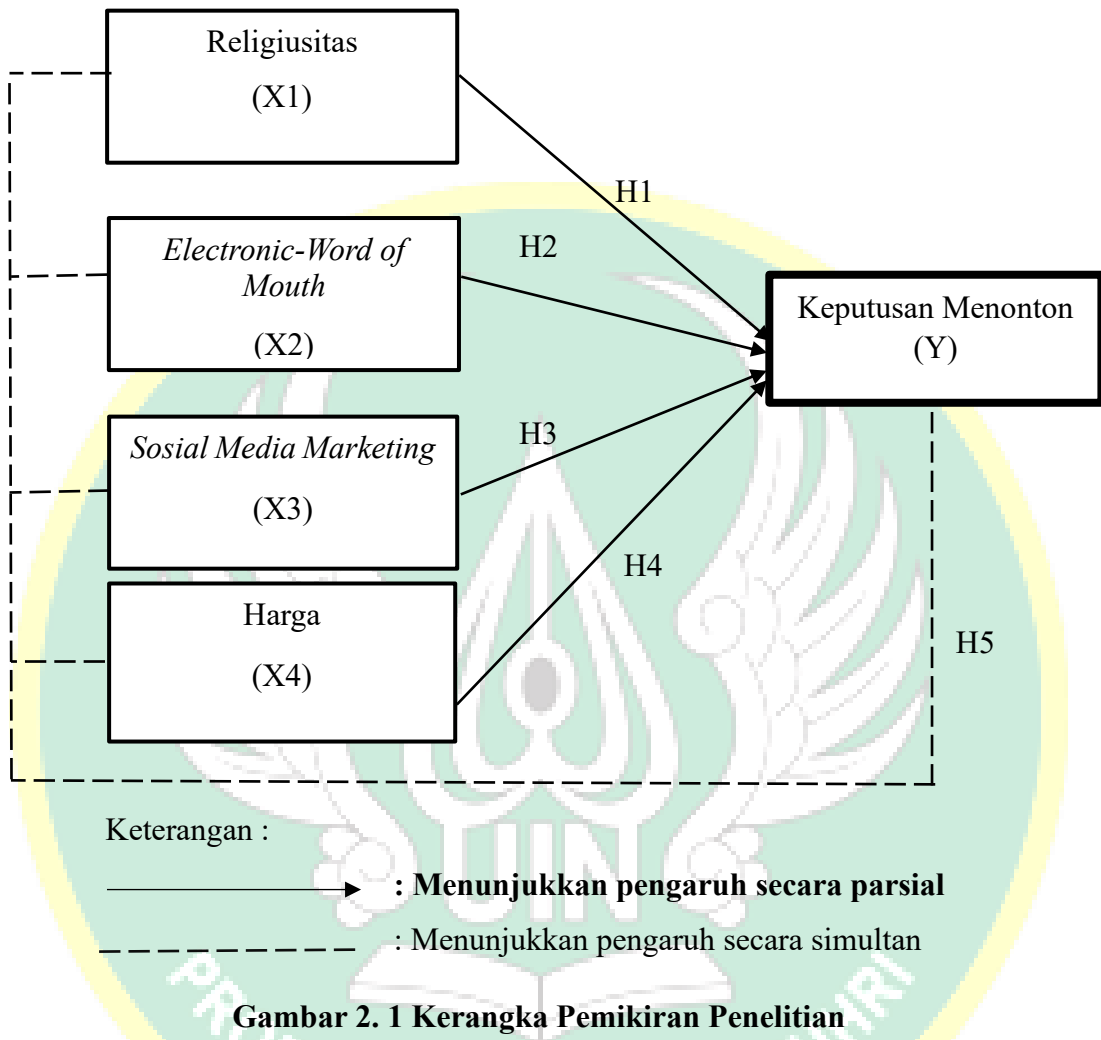 Religiusitas
(X1)
H1
Electronic-Word of
Mouth
(X2)
H2
Keputusan Menonton
(Y)
Sosial Media Marketing
(X3)
H3
Harga
(X4)
H4
H5
UIN
Keterangan :
: Menunjukkan pengaruh secara parsial
: Menunjukkan pengaruh secara simultan
Gambar 2. 1 Kerangka Pemikiran Penelitian